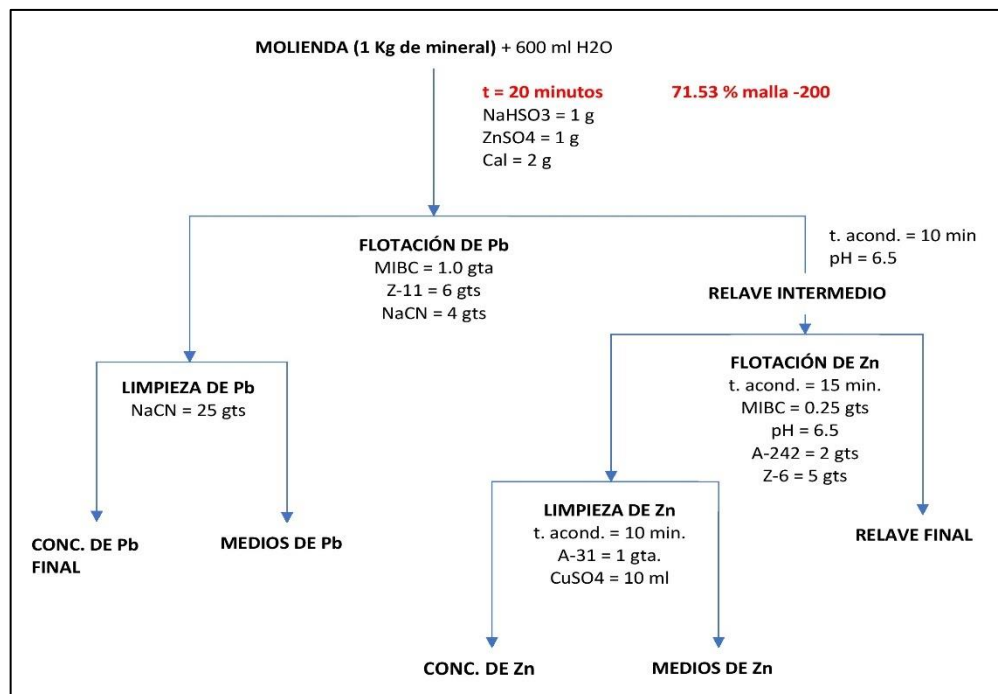 MOLIENDA (1 Kg de mineral) + 600 ml H2O
t = 20 minutos 71.53 % malla -200
NaHSO3 = 1 g
ZnSO4 = 1 g
Cal = 2 g
FLOTACIÓN DE Pb
MIBC = 1.0 gta
Z-11 = 6 gts
NaCN = 4 gts
t. acond. = 10 min
pH = 6.5
RELAVE INTERMEDIO
LIMPIEZA DE Pb
NaCN = 25 gts
FLOTACIÓN DE Zn
t. acond. = 15 min.
MIBC = 0.25 gts
pH = 6.5
A-242 = 2 gts
Z-6 = 5 gts
CONC. DE Pb
FINAL
MEDIOS DE Pb
LIMPIEZA DE Zn
t. acond. = 10 min.
A-31 = 1 gta.
CuSO4 = 10 ml
RELAVE FINAL
CONC. DE Zn
MEDIOS DE Zn